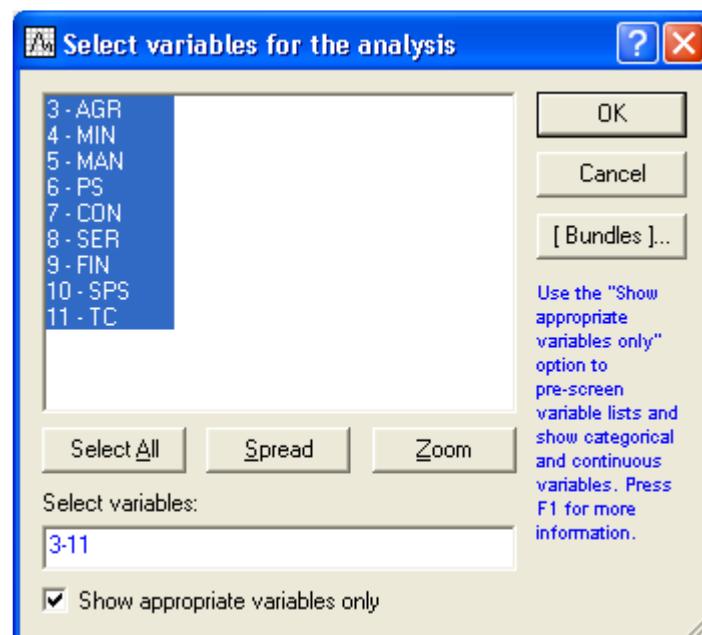 Select variables for the analysis
3 - AGR
4 - MIN
5 - MAN
6 - PS
7 - CON
8 - SER
9 - FIN
10 - SPS
11 - TC
OK
Cancel
[ Bundles ]...
Use the "Show
appropriate
variables only"
option to
pre-screen
variable lists and
show categorical
and continuous
variables. Press
F1 for more
information.
Select All
Spread
Zoom
Select variables:
3-11
Show appropriate variables only